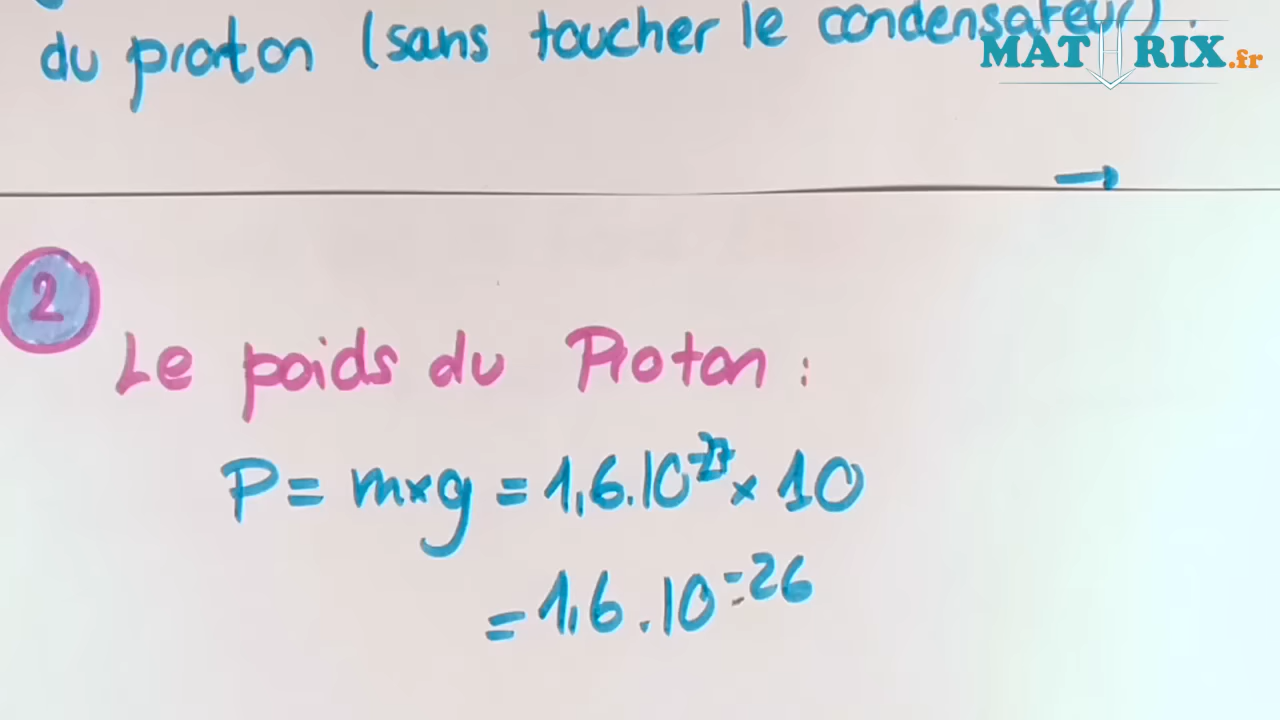 du proton (sans toucher le condensateur).
MATHRIX.fr
→
2
Le poids du Proton :
P = m×g = 1,6.10⁻²⁷ × 10
= 1,6.10⁻²⁶